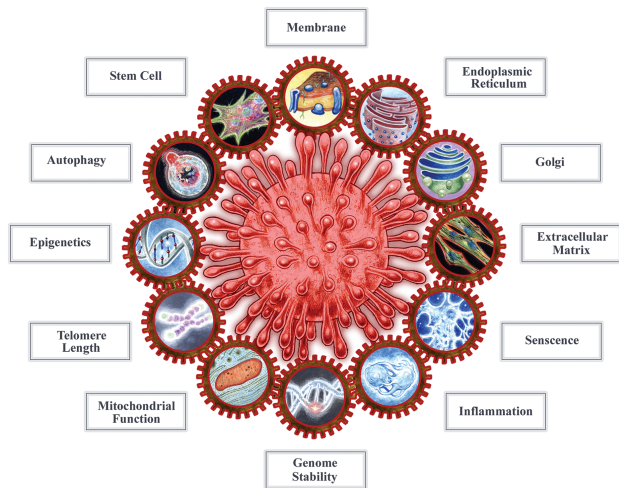 Membrane
Stem Cell
Endoplasmic
Reticulum
Autophagy
Golgi
Epigenetics
Extracellular
Matrix
Telomere
Length
Senscence
Mitochondrial
Function
Inflammation
Genome
Stability